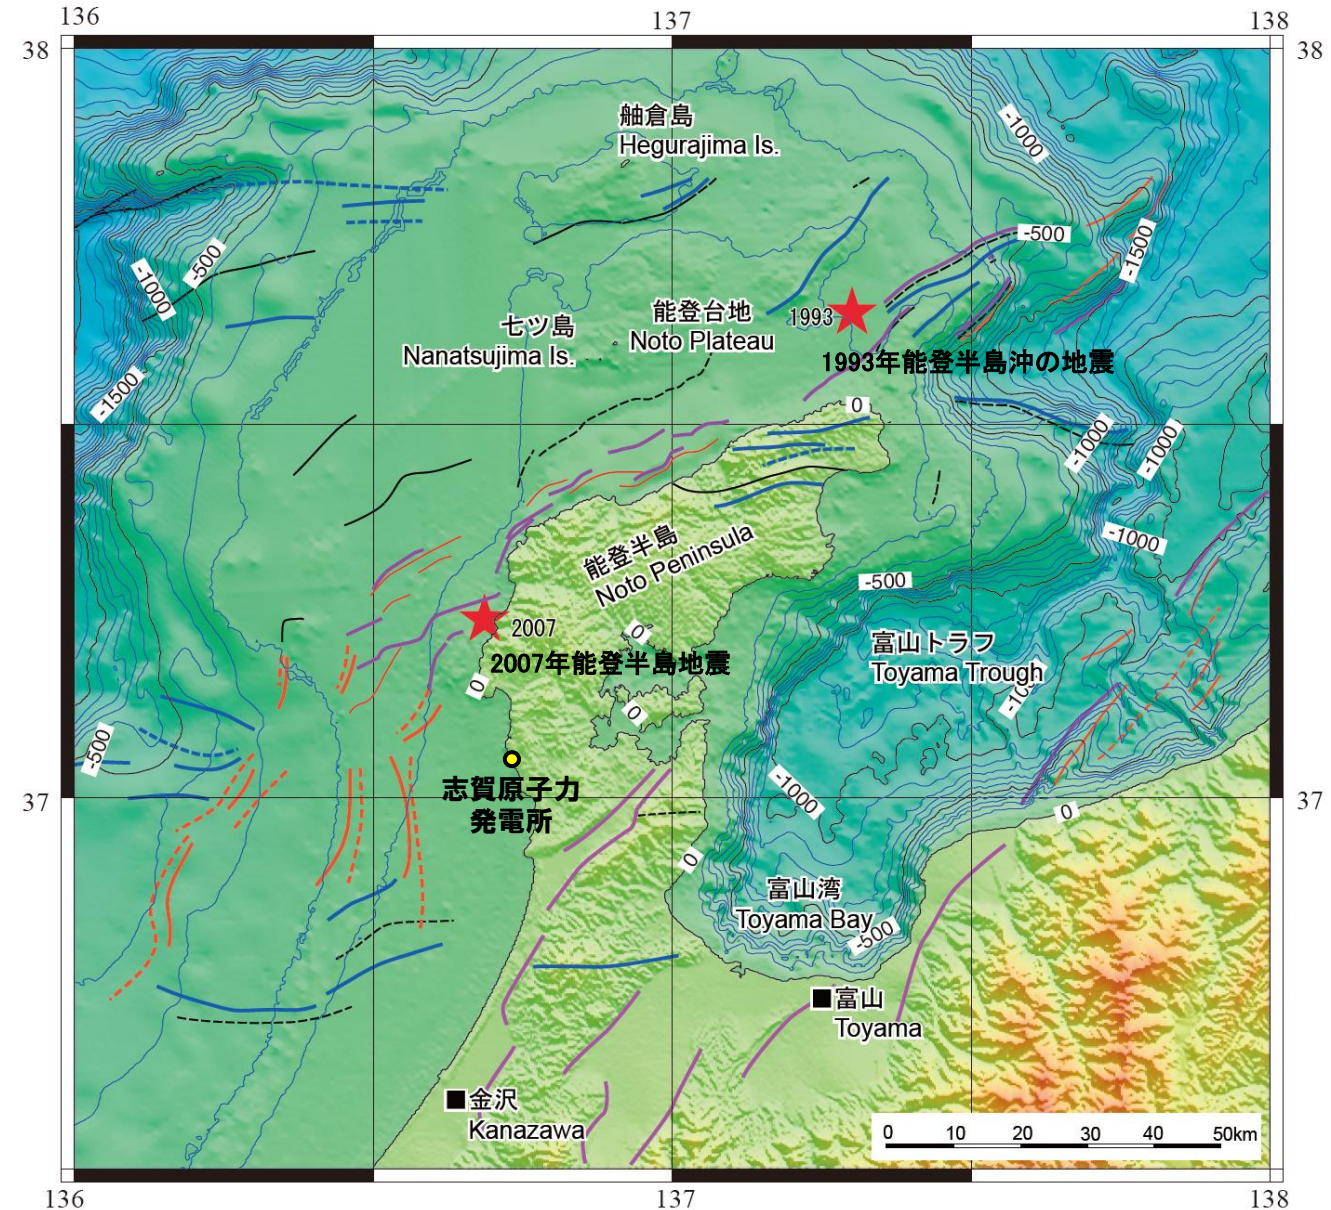 136
137
138
38
38
-1000
舳倉島
Hegurajima Is.
-500
-500
-1500
-1000
能登台地
Noto Plateau
1993
七ツ島
Nanatsujima Is.
1993年能登半島沖の地震
-1500
0
-1000
-1000
-1000
能登半島
Noto Peninsula
-500
2007
0
富山トラフ
Toyama Trough
2007年能登半島地震
0
0
-500
志賀原子力
発電所
-1000
37
37
0
0
富山湾
Toyama Bay
-500
富山
Toyama
金沢
Kanazawa
0 10 20 30 40 50km
136
137
138